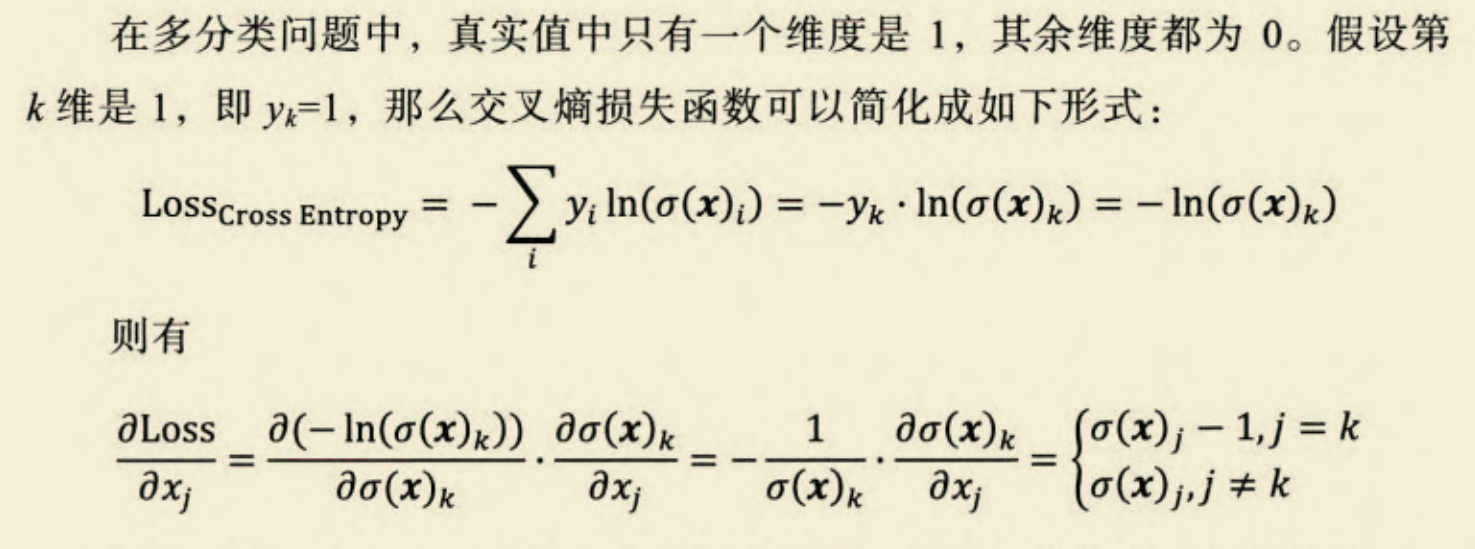 在多分类问题中，真实值中只有一个维度是 1，其余维度都为 0。假设第
k 维是 1，即 yₖ=1，那么交叉熵损失函数可以简化成如下形式：
Loss_{Cross Entropy} = − ∑_{i} y_i ln(σ(x)_i) = −y_k · ln(σ(x)_k) = − ln(σ(x)_k)
则有
∂Loss/∂x_j = ∂(− ln(σ(x)_k))/∂σ(x)_k · ∂σ(x)_k/∂x_j = − 1/σ(x)_k · ∂σ(x)_k/∂x_j = {σ(x)_j − 1, j = k; σ(x)_j, j ≠ k